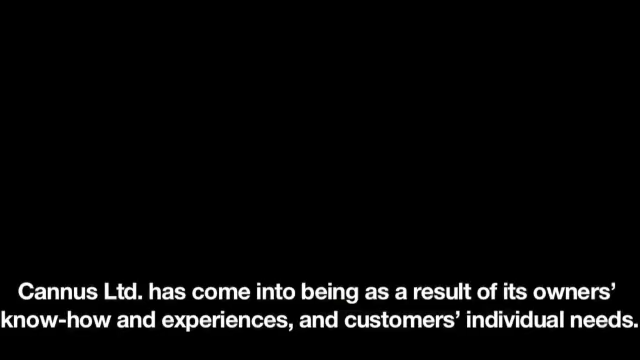 Cannus Ltd. has come into being as a result of its owners’
know-how and experiences, and customers’ individual needs.